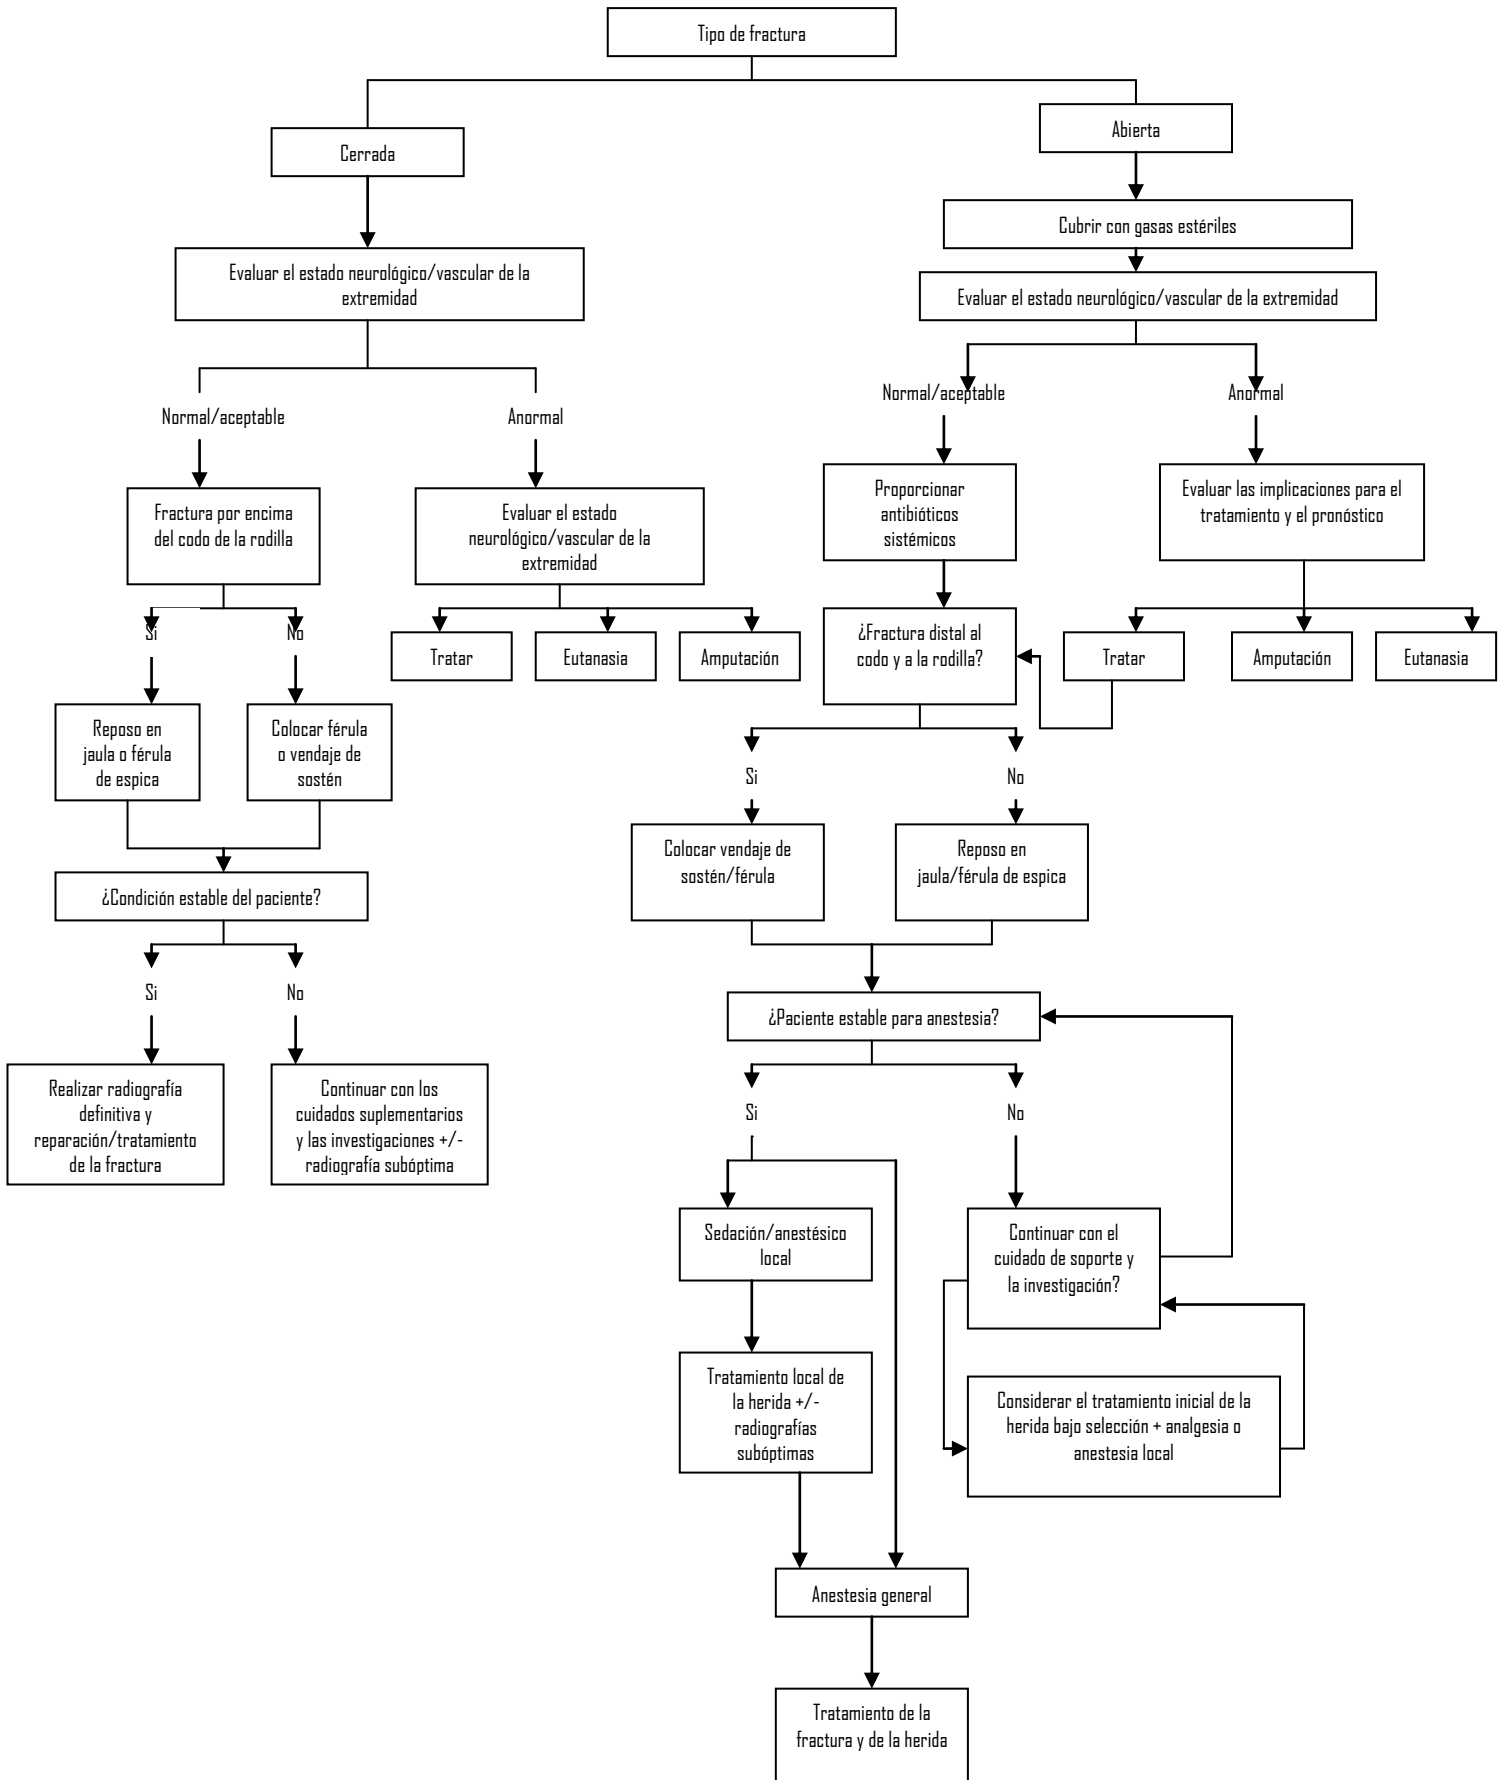 Tipo de fractura
Cerrada
Abierta
Cubrir con gasas estériles
Evaluar el estado neurológico/vascular de la
extremidad
Evaluar el estado neurológico/vascular de la extremidad
Normal/aceptable
Anormal
Normal/aceptable
Anormal
Fractura por encima
del codo de la rodilla
Evaluar el estado
neurológico/vascular de la
extremidad
Proporcionar
antibióticos
sistémicos
Evaluar las implicaciones para el
tratamiento y el pronóstico
Si
No
Tratar
Eutanasia
Amputación
¿Fractura distal al
codo y a la rodilla?
Tratar
Amputación
Eutanasia
Reposo en
jaula o férula
de espica
Colocar férula
o vendaje de
sostén
Si
No
Colocar vendaje de
sostén/férula
Reposo en
jaula/férula de espica
¿Condición estable del paciente?
Si
No
¿Paciente estable para anestesia?
Realizar radiografía
definitiva y
reparación/tratamiento
de la fractura
Continuar con los
cuidados suplementarios
y las investigaciones +/-
radiografía subóptima
Si
No
Sedación/anestésico
local
Continuar con el
cuidado de soporte y
la investigación?
Tratamiento local de
la herida +/-
radiografías
subóptimas
Considerar el tratamiento inicial de la
herida bajo selección + analgesia o
anestesia local
Anestesia general
Tratamiento de la
fractura y de la herida